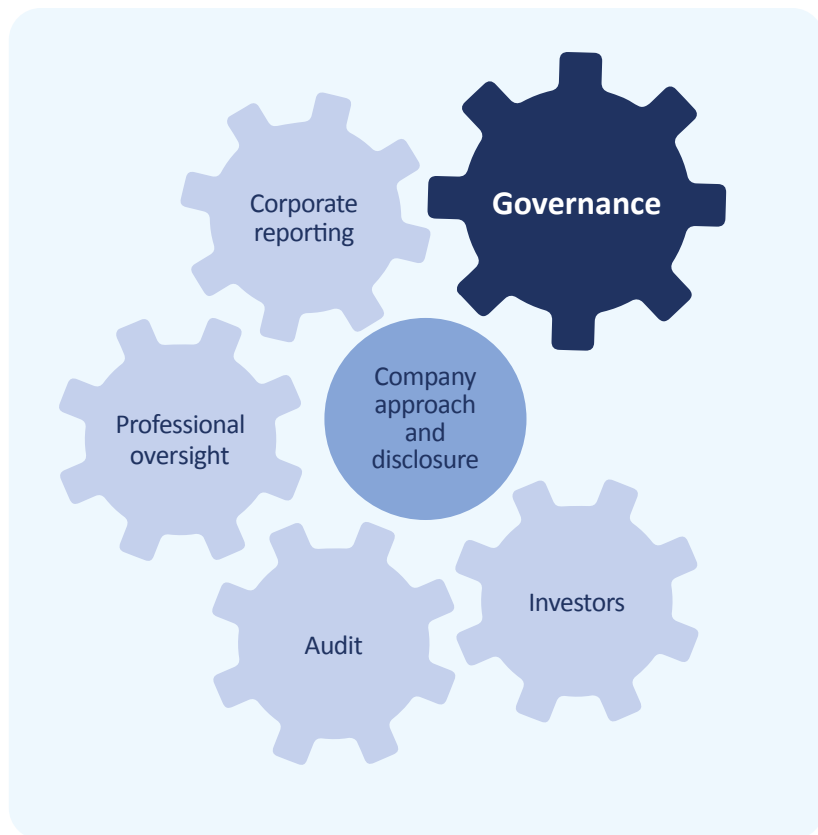 Corporate
reporting
Governance
Company
approach
and
disclosure
Professional
oversight
Investors
Audit